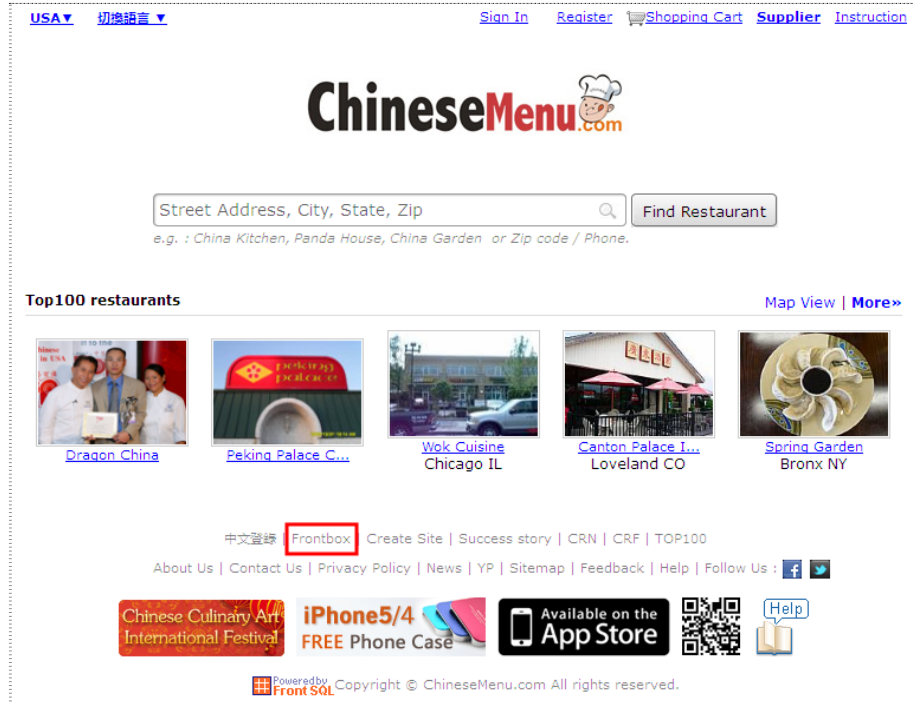 USA▼ 切換語言 ▼ Sign In Register Shopping Cart Supplier Instruction
ChineseMenu.com
Street Address, City, State, Zip Find Restaurant
e.g. : China Kitchen, Panda House, China Garden or Zip code / Phone.
Top100 restaurants Map View | More»
peking
palace
Dragon China Peking Palace C... Wok Cuisine Canton Palace I... Spring Garden
Chicago IL Loveland CO Bronx NY
中文登錄 | Frontbox | Create Site | Success story | CRN | CRF | TOP100
About Us | Contact Us | Privacy Policy | News | YP | Sitemap | Feedback | Help | Follow Us :
Chinese Culinary Art
International Festival
iPhone5/4
FREE Phone Case
Available on the
App Store
Help
Powered by
Front SQL
Copyright © ChineseMenu.com All rights reserved.